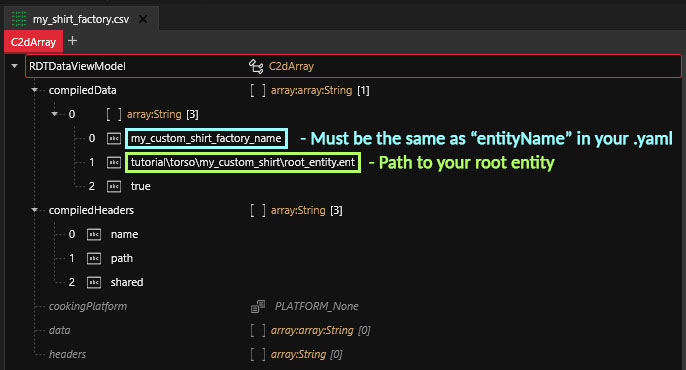 my_shirt_factory.csv ×
C2dArray +
RDTDataViewModel C2dArray
compiledData [ ] array:array:String [1]
0 [ ] array:String [3]
0 abc my_custom_shirt_factory_name - Must be the same as “entityName” in your .yaml
1 abc tutorial\torso\my_custom_shirt\root_entity.ent - Path to your root entity
2 abc true
compiledHeaders [ ] array:String [3]
0 abc name
1 abc path
2 abc shared
cookingPlatform PLATFORM_None
data [ ] array:array:String [0]
headers [ ] array:String [0]